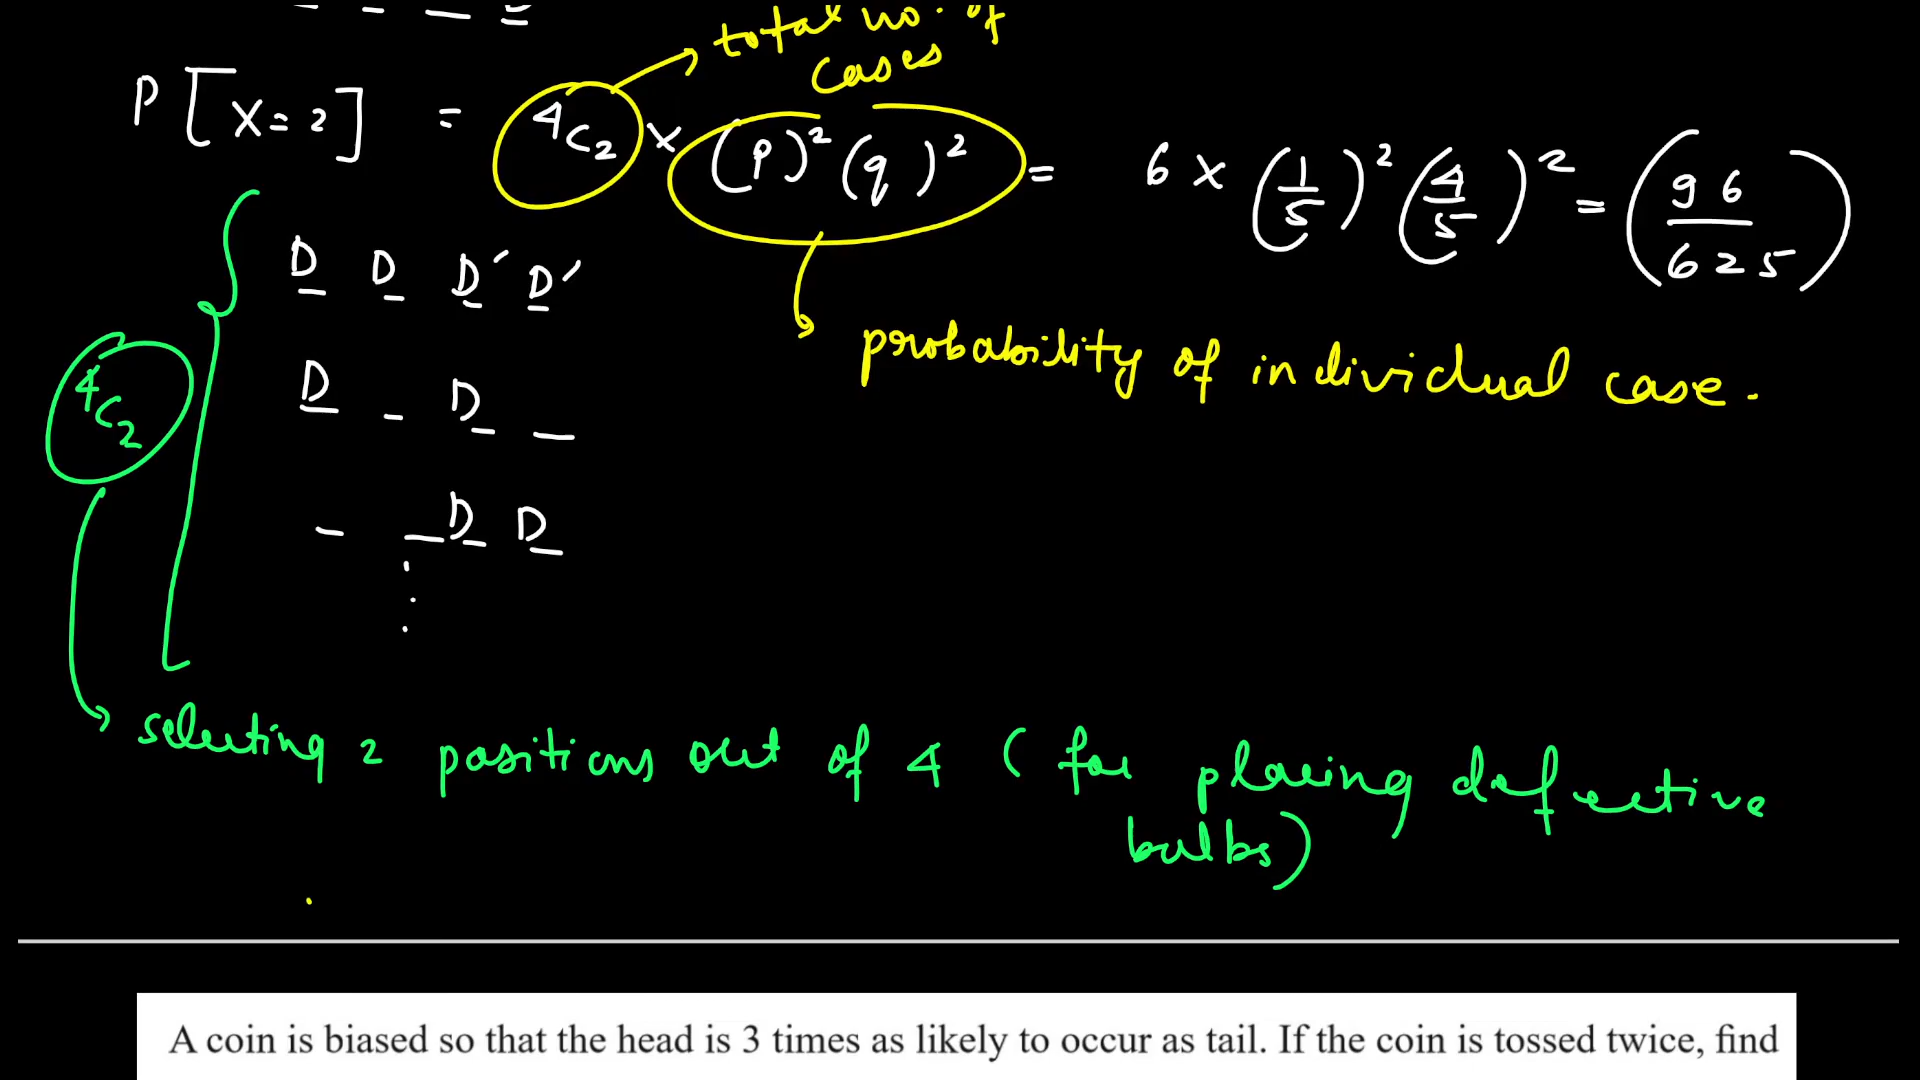 total no. of
cases
P [X=2] = ⁴C₂ × (P)² (q)² = 6 × (1/5)² (4/5)² = (96/625)
D D D′ D′
probability of individual case.
⁴C₂
D _ D _
_ _ D D
selecting 2 positions out of 4 (for placing defective
bulbs)
A coin is biased so that the head is 3 times as likely to occur as tail. If the coin is tossed twice, find